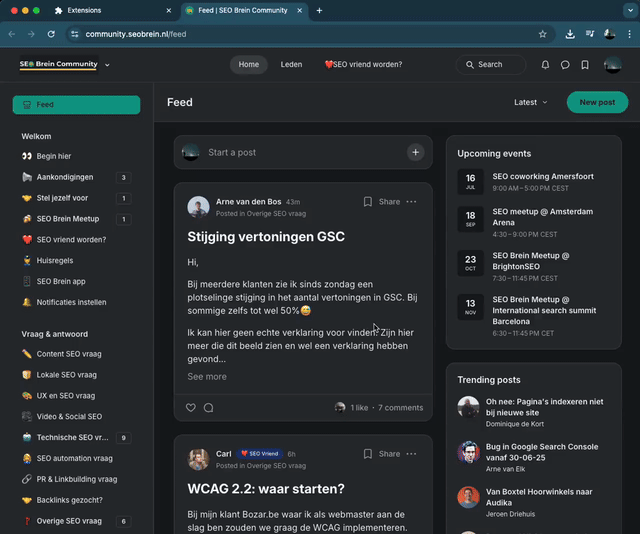 Extensions
Feed | SEO Brein Community
community.seobrein.nl/feed
SEO Brein Community
Home
Leden
SEO vriend worden?
Search
Feed
Feed
Latest
New post
Welkom
Begin hier
Aankondigingen 3
Stel jezelf voor 1
SEO Brein Meetup 1
SEO vriend worden?
Huisregels
SEO Brein app
Notificaties instellen
Vraag & antwoord
Content SEO vraag
Lokale SEO vraag
UX en SEO vraag
Video & Social SEO
Technische SEO vr... 9
SEO automation vraag
PR & Linkbuilding vraag
Backlinks gezocht?
Overige SEO vraag 6
Start a post
Arne van den Bos 43m
Share
Posted in Overige SEO vraag
Stijging vertoningen GSC
Hi,
Bij meerdere klanten zie ik sinds zondag een
plotselinge stijging in het aantal vertoningen in GSC. Bij
sommige zelfs tot wel 50%
Ik kan hier geen echte verklaring voor vinden. Zijn hier
meer die dit beeld zien en wel een verklaring hebben
gevond...
See more
1 like · 7 comments
Carl SEO Vriend 6h
Share
Posted in Overige SEO vraag
WCAG 2.2: waar starten?
Bij mijn klant Bozar.be waar ik als webmaster aan de
slag ben zouden we graag de WCAG implementeren.
Upcoming events
16 JUL
SEO coworking Amersfoort
9:00 AM – 5:00 PM CEST
18 SEP
SEO meetup @ Amsterdam
Arena
4:30 – 9:00 PM CEST
23 OCT
SEO Brein Meetup @
BrightonSEO
7:30 – 11:45 PM CEST
13 NOV
SEO Brein Meetup @
International search summit
Barcelona
6:30 – 11:45 PM CET
Trending posts
Oh nee: Pagina's indexeren niet
bij nieuwe site
Dominique de Kort
Bug in Google Search Console
vanaf 30-06-25
Arne van Elk
Van Boxtel Hoorwinkels naar
Audika
Jeroen Driehuis